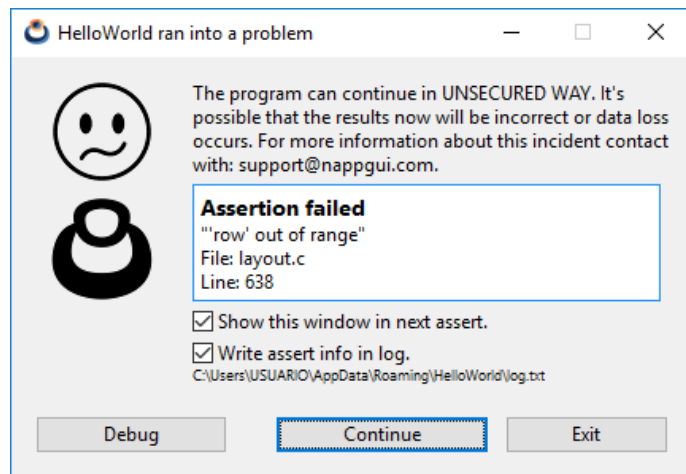 HelloWorld ran into a problem
The program can continue in UNSECURED WAY. It's
possible that the results now will be incorrect or data loss
occurs. For more information about this incident contact
with: support@nappgui.com.
Assertion failed
"'row' out of range"
File: layout.c
Line: 638
Show this window in next assert.
Write assert info in log.
C:\Users\USUARIO\AppData\Roaming\HelloWorld\log.txt
Debug
Continue
Exit